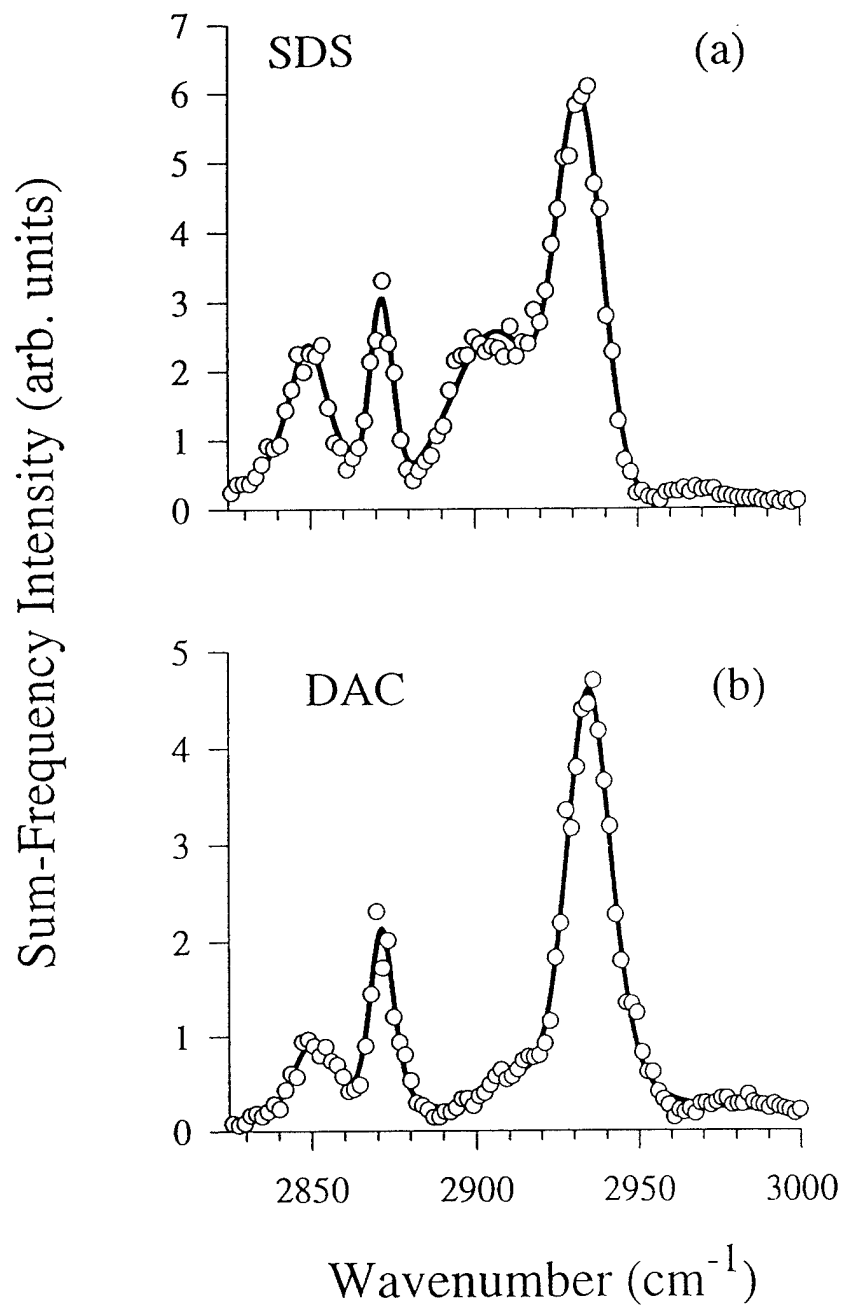 Sum-Frequency Intensity (arb. units)
SDS
(a)
7
6
5
4
3
2
1
0
DAC
(b)
5
4
3
2
1
0
2850 2900 2950 3000
Wavenumber (cm⁻¹)